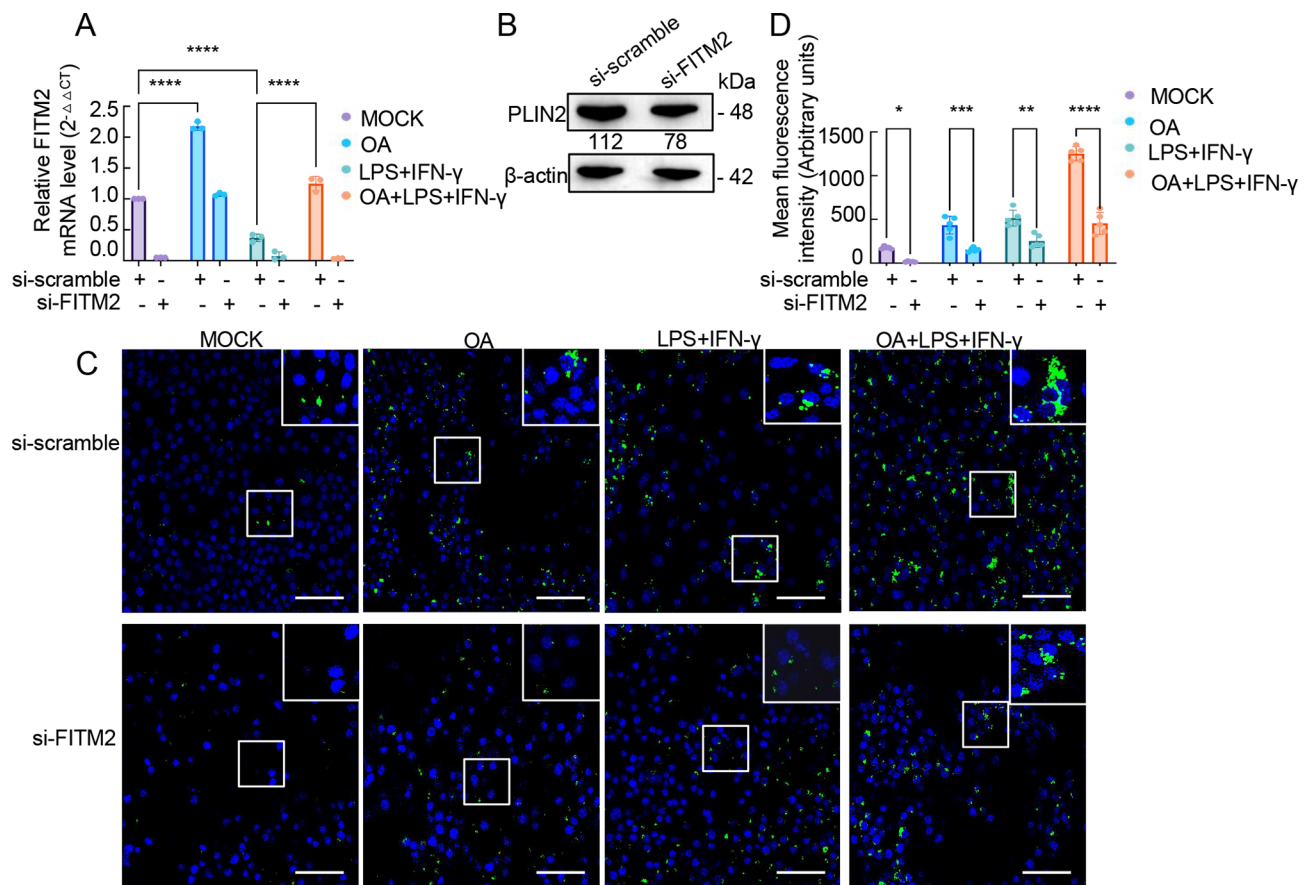 A
Relative FITM2
mRNA level (2-△△CT)
****
****
****
2.5
2.0
1.5
1.0
0.5
0.0
MOCK
OA
LPS+IFN-γ
OA+LPS+IFN-γ
si-scramble + - + - + - + -
si-FITM2 - + - + - + - +
B
si-scramble
si-FITM2
kDa
PLIN2
- 48
112 78
β-actin
- 42
D
Mean fluorescence
intensity (Arbitrary units)
* *** ** ****
1500
1000
500
0
MOCK
OA
LPS+IFN-γ
OA+LPS+IFN-γ
si-scramble + - + - + - + -
si-FITM2 - + - + - + - +
C
MOCK OA LPS+IFN-γ OA+LPS+IFN-γ
si-scramble
si-FITM2